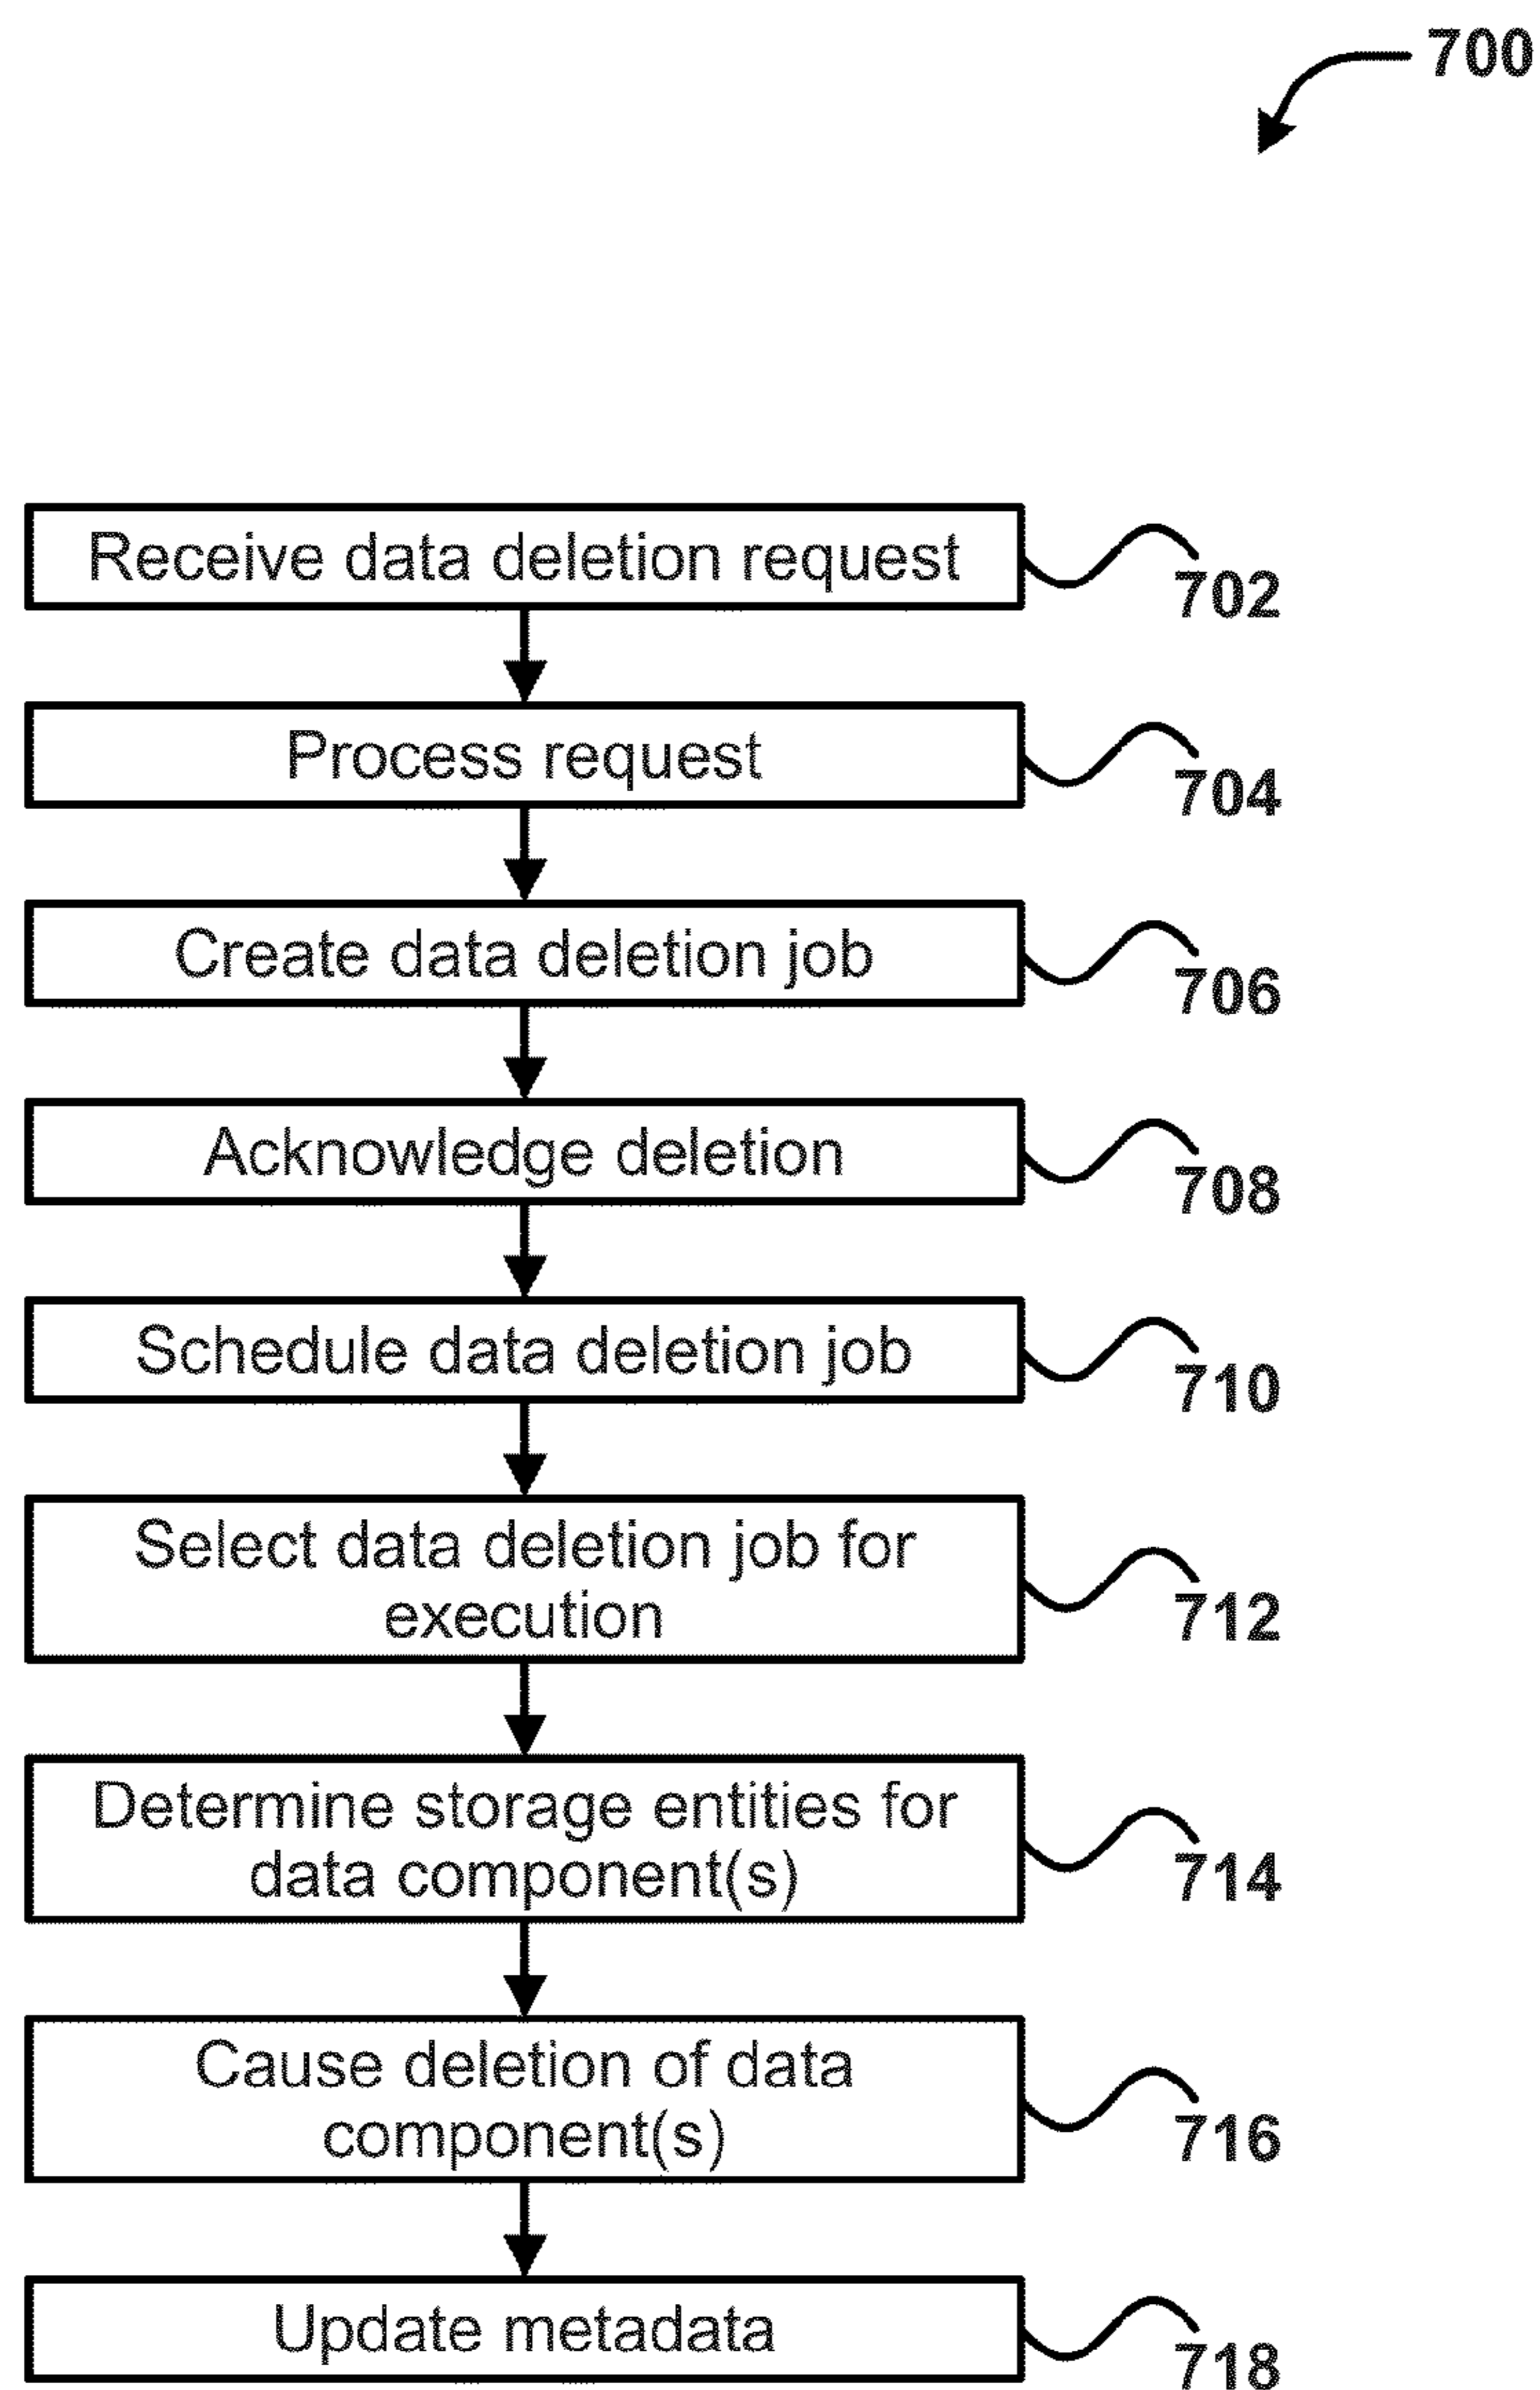 700
Receive data deletion request
702
Process request
704
Create data deletion job
706
Acknowledge deletion
708
Schedule data deletion job
710
Select data deletion job for
execution
712
Determine storage entities for
data component(s)
714
Cause deletion of data
component(s)
716
Update metadata
718